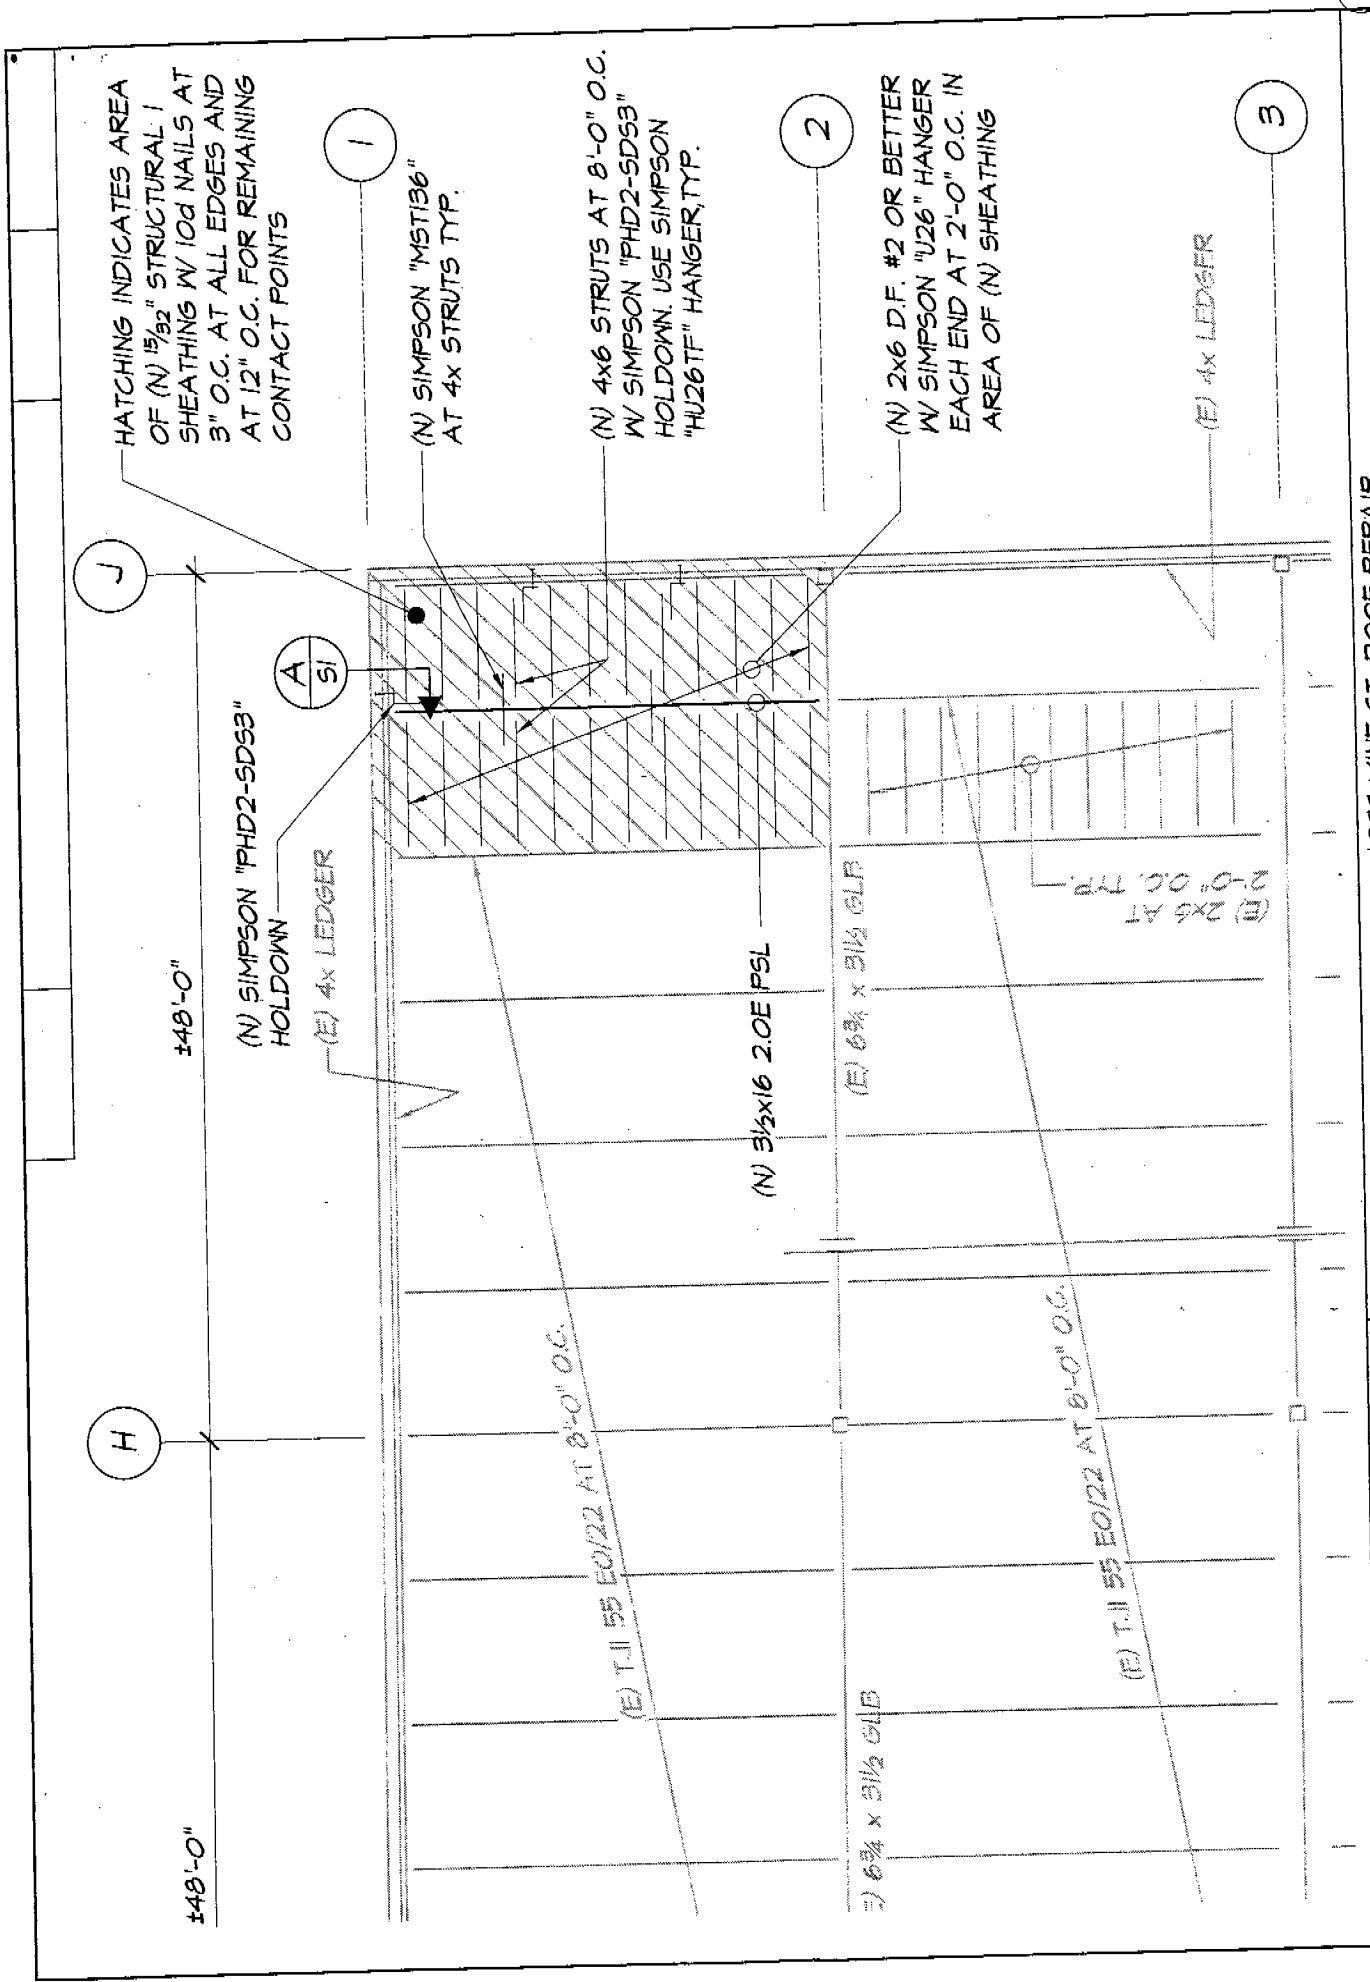 HATCHING INDICATES AREA
OF (N) 15/32" STRUCTURAL I
SHEATHING W/ 10d NAILS AT
3" O.C. AT ALL EDGES AND
AT 12" O.C. FOR REMAINING
CONTACT POINTS
J
H
±48'-0"
±48'-0"
1
2
3
A
S1
(N) SIMPSON "PHD2-SDS3"
HOLDOWN
(E) 4x LEDGER
(N) SIMPSON "MSTI36"
AT 4x STRUTS TYP.
(N) 4x6 STRUTS AT 8'-0" O.C.
W/ SIMPSON "PHD2-SDS3"
HOLDOWN. USE SIMPSON
"HU26TF" HANGER, TYP.
(N) 2x6 D.F. #2 OR BETTER
W/ SIMPSON "U26" HANGER
EACH END AT 2'-0" O.C. IN
AREA OF (N) SHEATHING
(E) 4x LEDGER
(N) 3½x16 2.0E PSL
(E) 6¾ x 31½ GLB
(E) 2x6 AT
2'-0" O.C. TYP.
(E) TJI 55 @22 AT 8'-0" O.C.
6¾ x 31½ GLB
(E) TJI 55 @22 AT 8'-0" O.C.
ROOF REPAIR